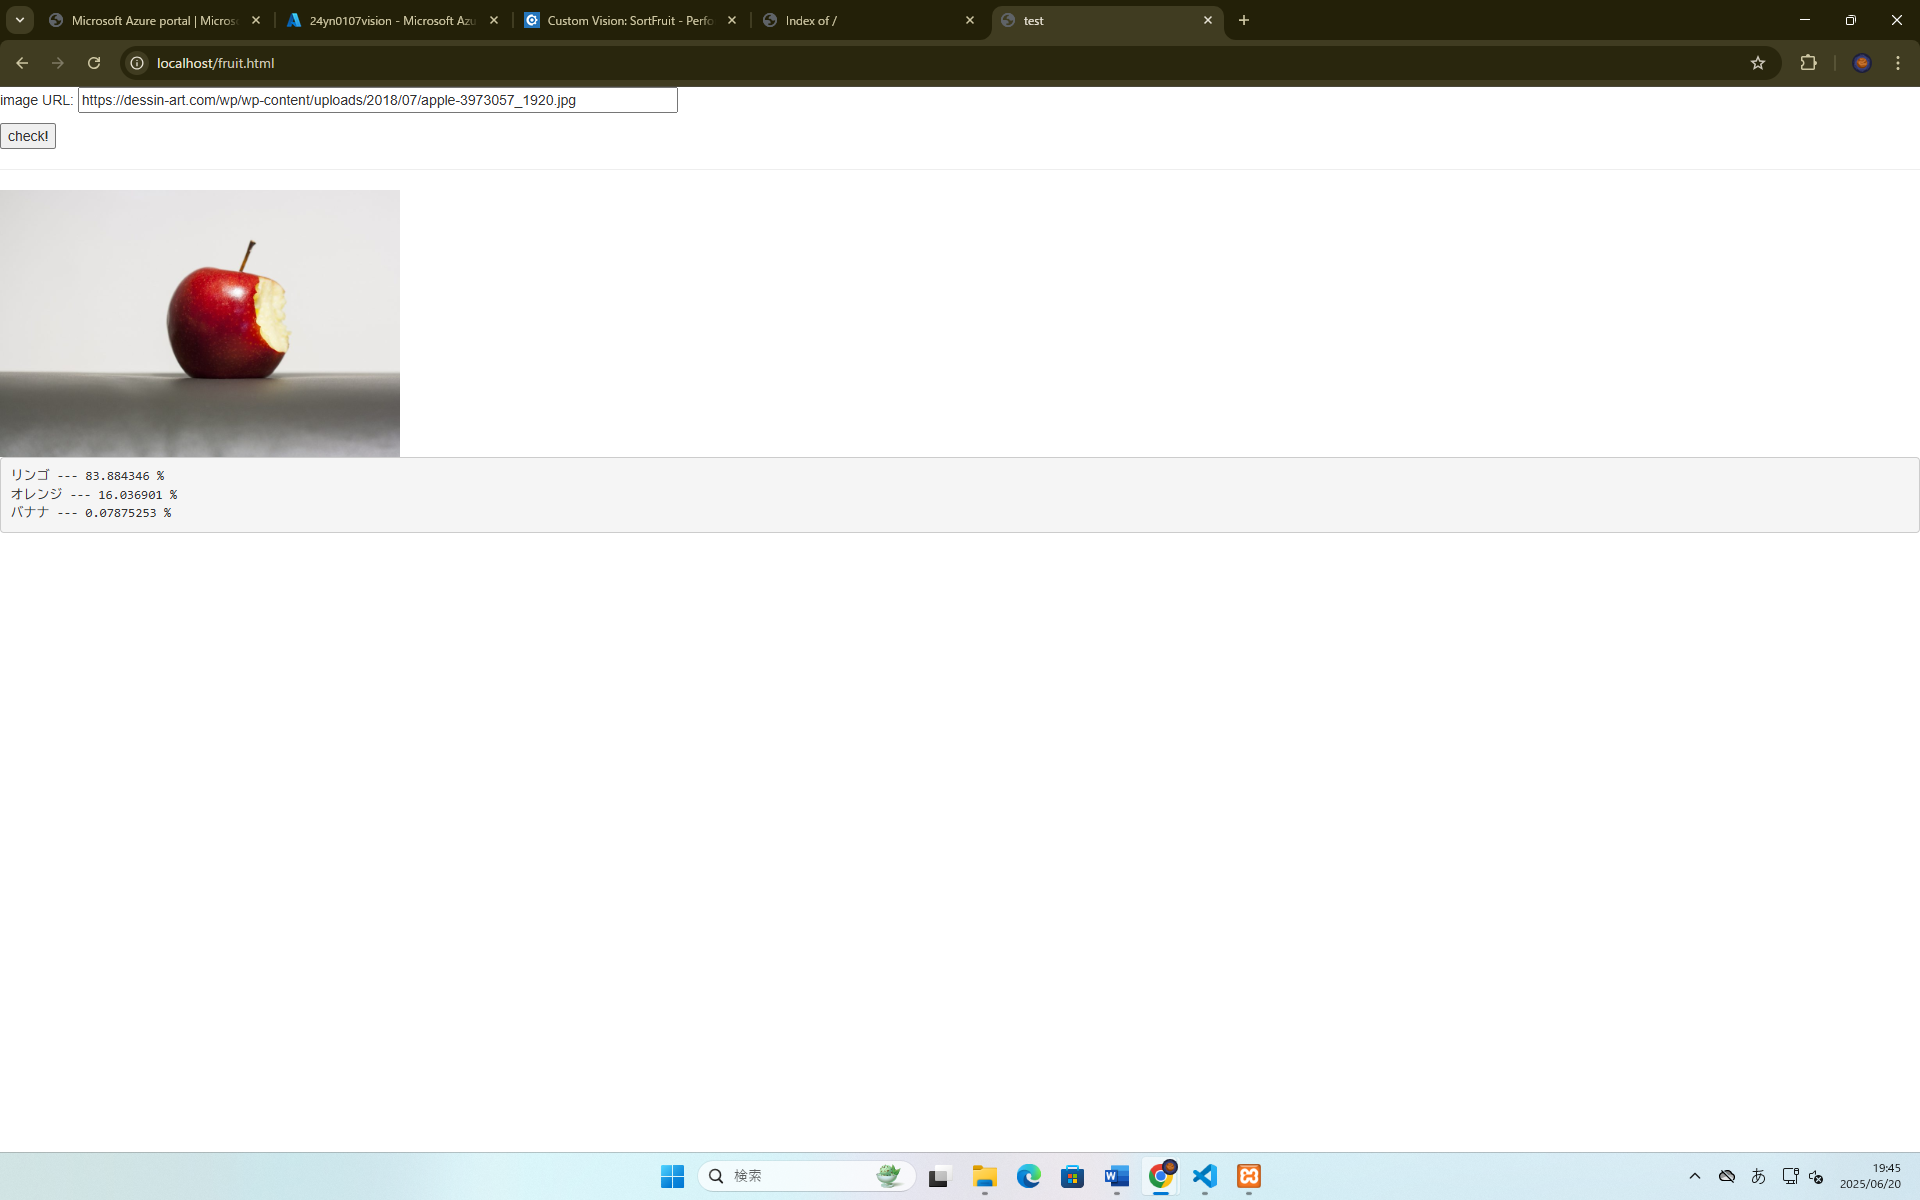 Microsoft Azure portal | Micros
24yn0107vision - Microsoft Azu
Custom Vision: SortFruit - Perfo
Index of /
test
localhost/fruit.html
image URL: https://dessin-art.com/wp/wp-content/uploads/2018/07/apple-3973057_1920.jpg
check!
リンゴ --- 83.884346 %
オレンジ --- 16.036901 %
バナナ --- 0.07875253 %
検索
あ
19:45
2025/06/20